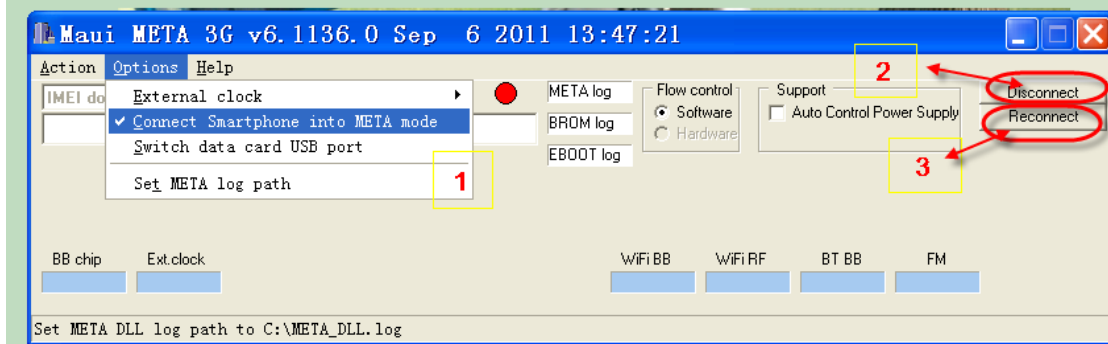 Maui META 3G v6.1136.0 Sep 6 2011 13:47:21
Action Options Help
IMEI do
External clock
Connect Smartphone into META mode
Switch data card USB port
Set META log path
1
META log
BROM log
EBOOT log
Flow control
Software
Hardware
Support
Auto Control Power Supply
2
Disconnect
Reconnect
3
BB chip Ext.clock WiFi BB WiFi RF BT BB FM
Set META DLL log path to C:\META_DLL.log